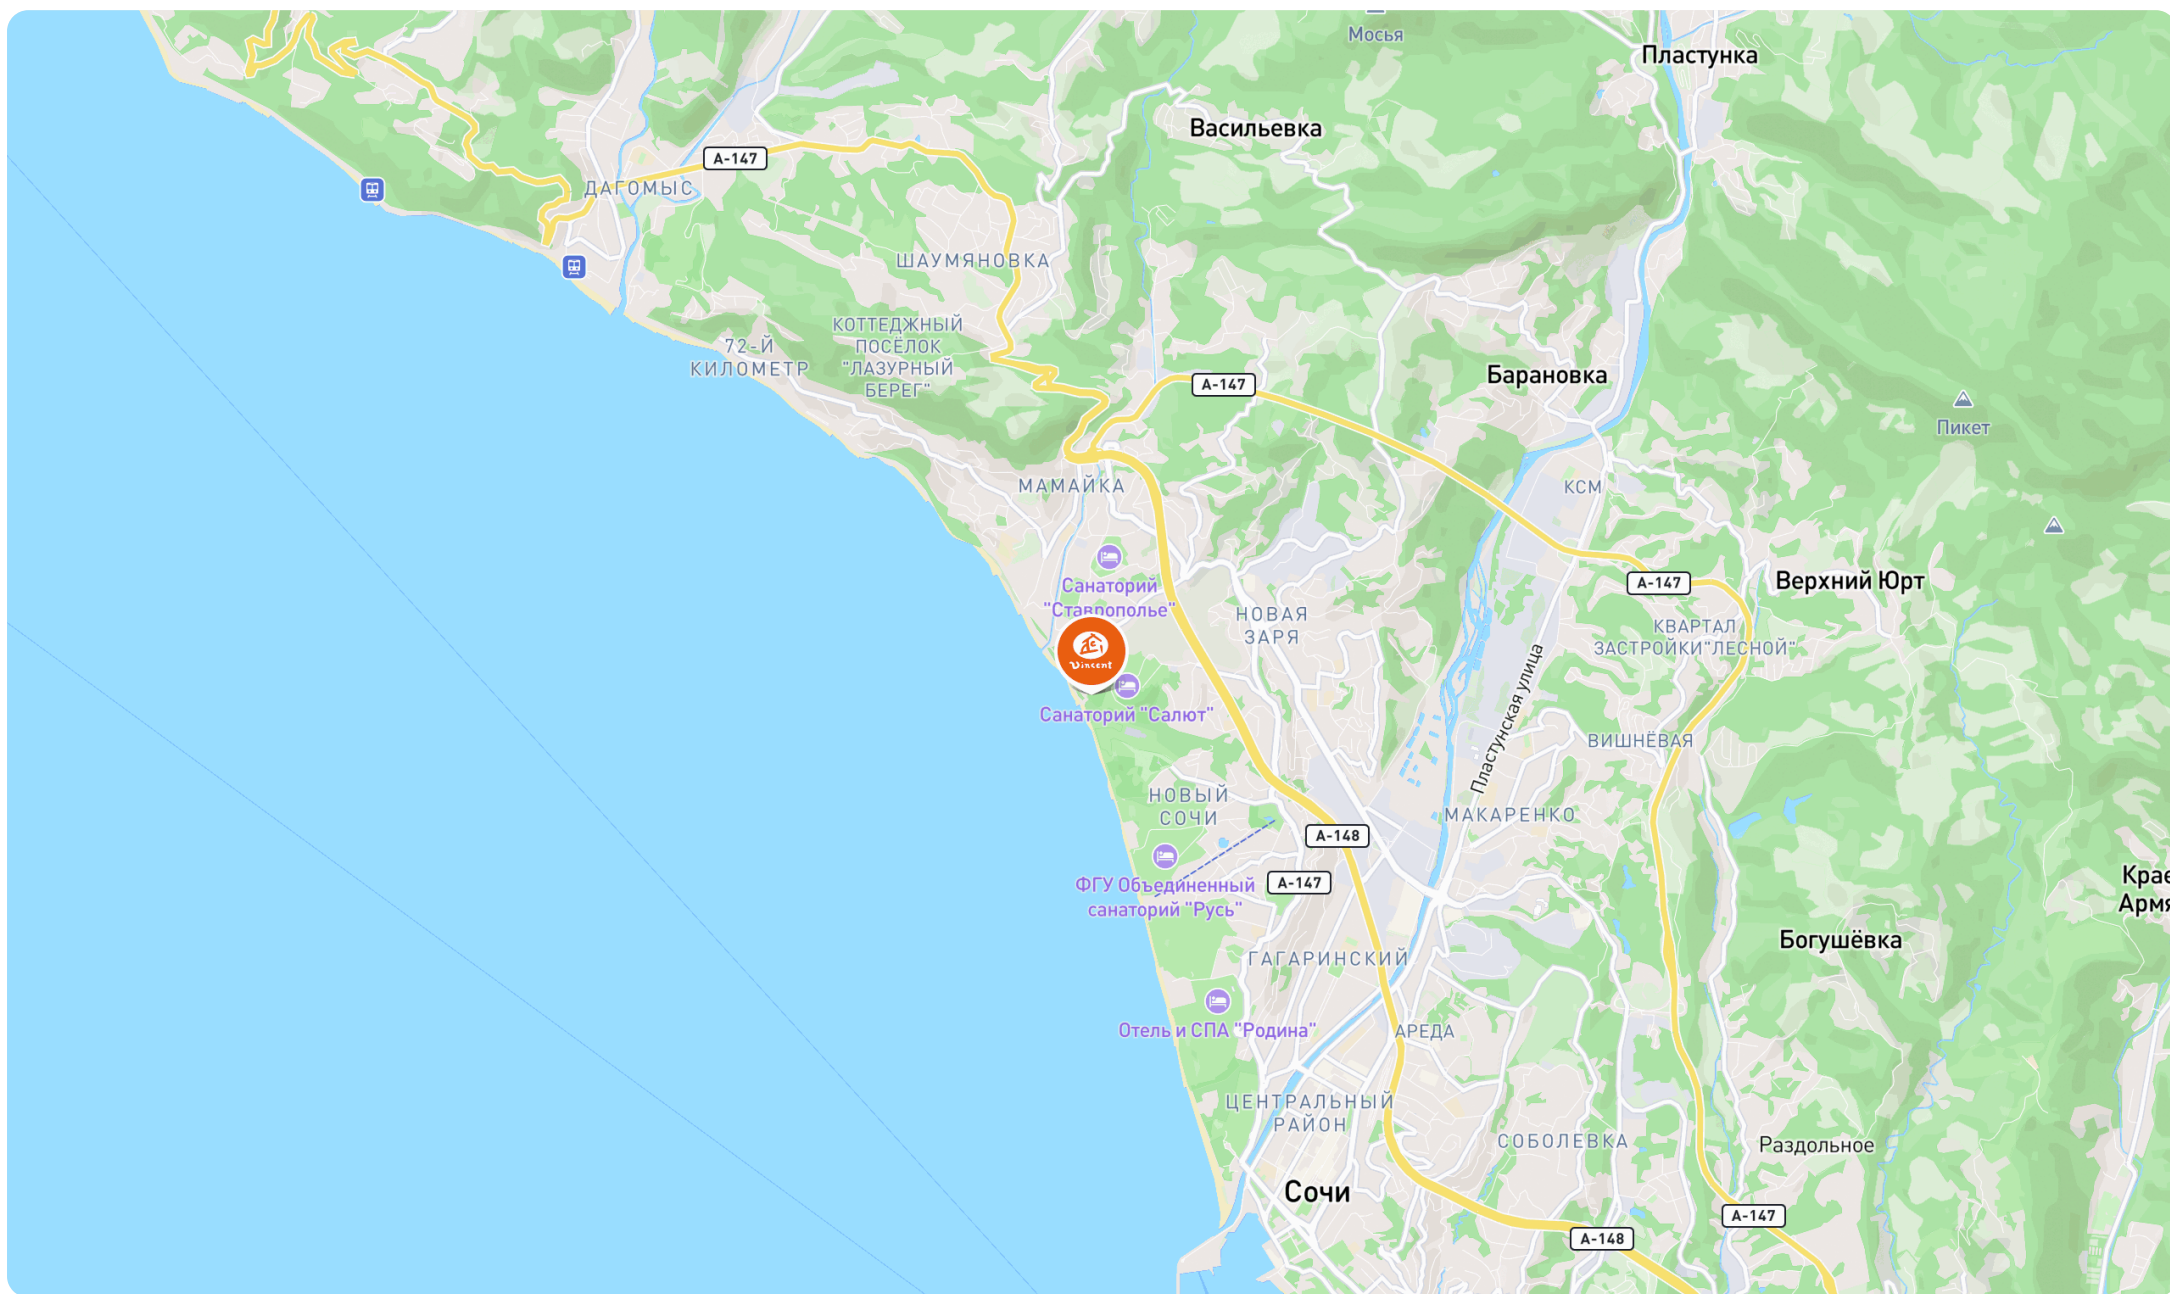 Мосья
Пластунка
Васильевка
А-147
ДАГОМЫС
ШАУМЯНОВКА
КОТТЕДЖНЫЙ
ПОСЁЛОК
"ЛАЗУРНЫЙ
БЕРЕГ"
72-Й
КИЛОМЕТР
А-147
Барановка
Пикет
МАМАЙКА
КСМ
Санаторий
"Ставрополье"
А-147
Верхний Юрт
НОВАЯ
ЗАРЯ
КВАРТАЛ
ЗАСТРОЙКИ"ЛЕСНОЙ"
Vincent
Санаторий "Салют"
Пластунская улица
ВИШНЁВАЯ
НОВЫЙ
СОЧИ
МАКАРЕНКО
А-148
А-147
ФГУ Объединенный
санаторий "Русь"
Крае
Армя
Богушёвка
ГАГАРИНСКИЙ
Отель и СПА "Родина"
АРЕДА
ЦЕНТРАЛЬНЫЙ
РАЙОН
СОБОЛЕВКА
Раздольное
Сочи
А-147
А-148